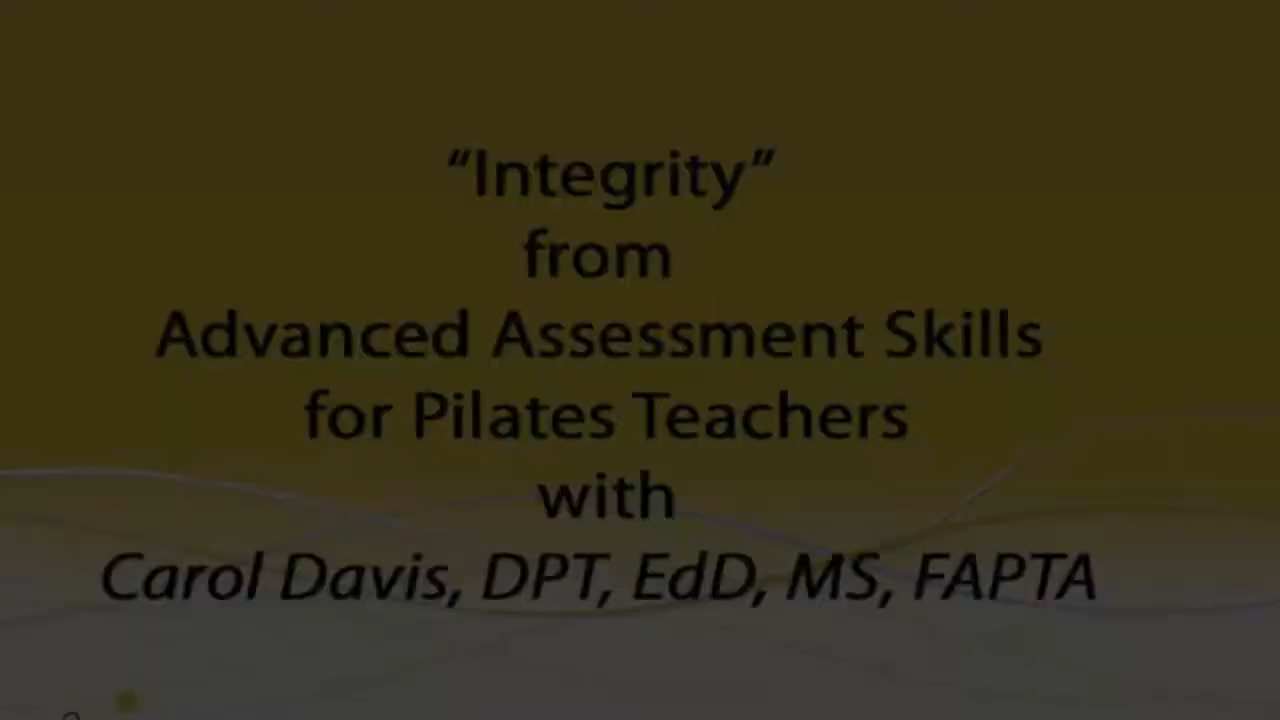 “Integrity”
from
Advanced Assessment Skills
for Pilates Teachers
with
Carol Davis, DPT, EdD, MS, FAPTA